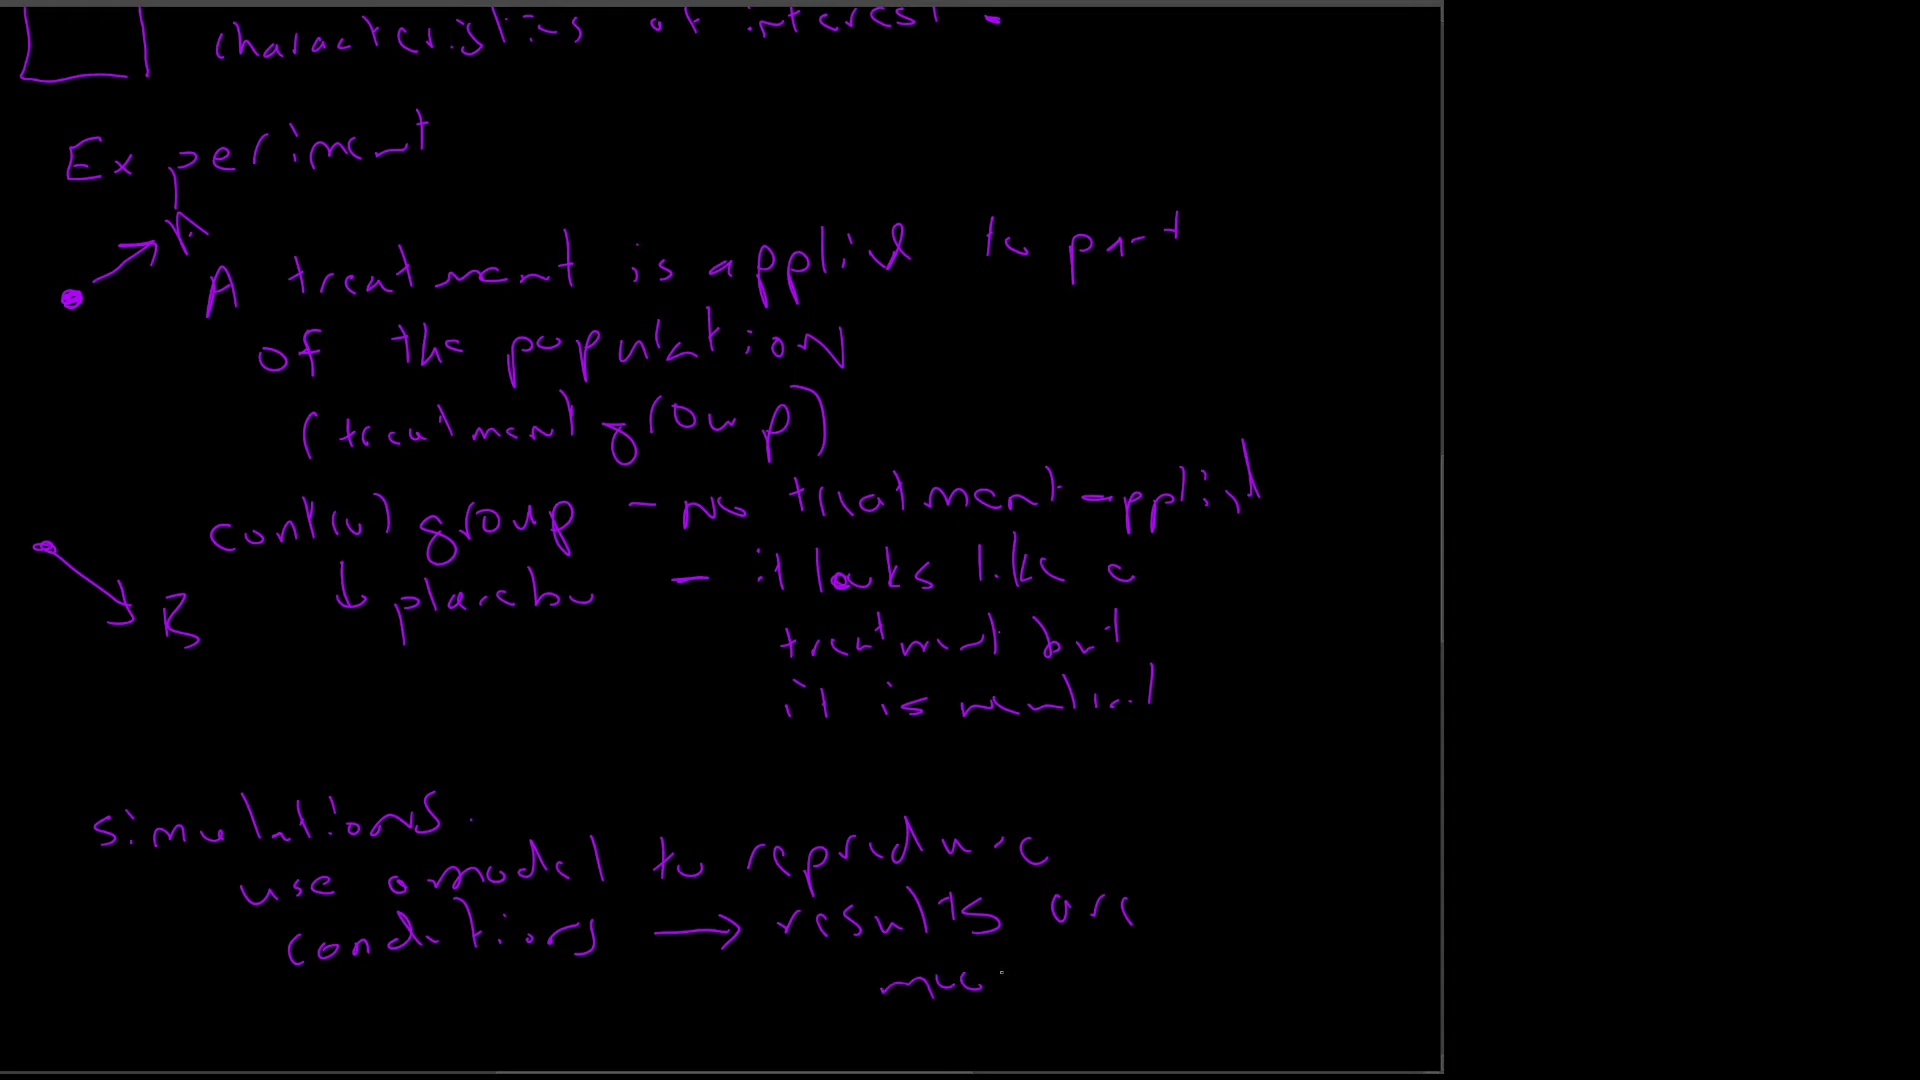 characteristics of interest
Experiment
A
A treatment is applied to part
of the population
(treatment group)
control group - no treatment applied
↳ placebo - it looks like a
B
treatment but
it is neutral
simulations.
use a model to reproduce
conditions → results are